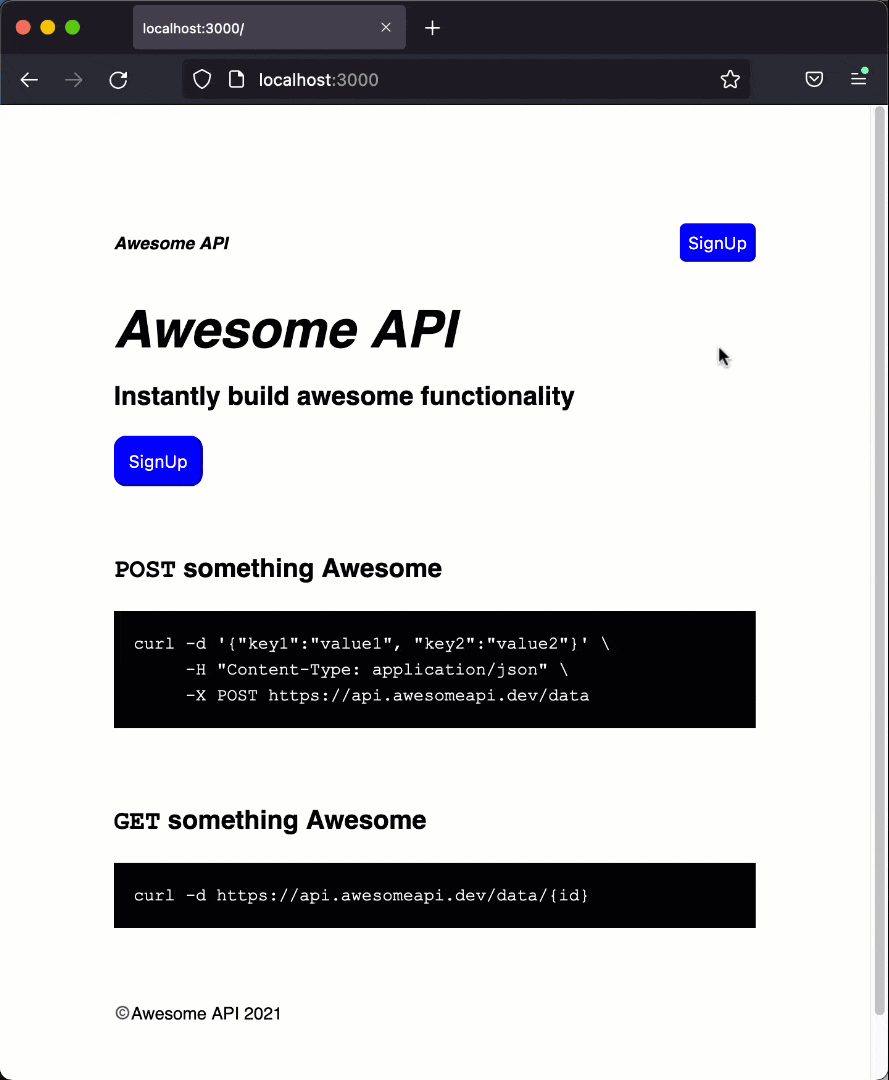 localhost:3000/
localhost:3000
Awesome API
SignUp
Awesome API
Instantly build awesome functionality
SignUp
POST something Awesome
curl -d '{"key1":"value1", "key2":"value2"}' \
-H "Content-Type: application/json" \
-X POST https://api.awesomeapi.dev/data
GET something Awesome
curl -d https://api.awesomeapi.dev/data/{id}
©Awesome API 2021